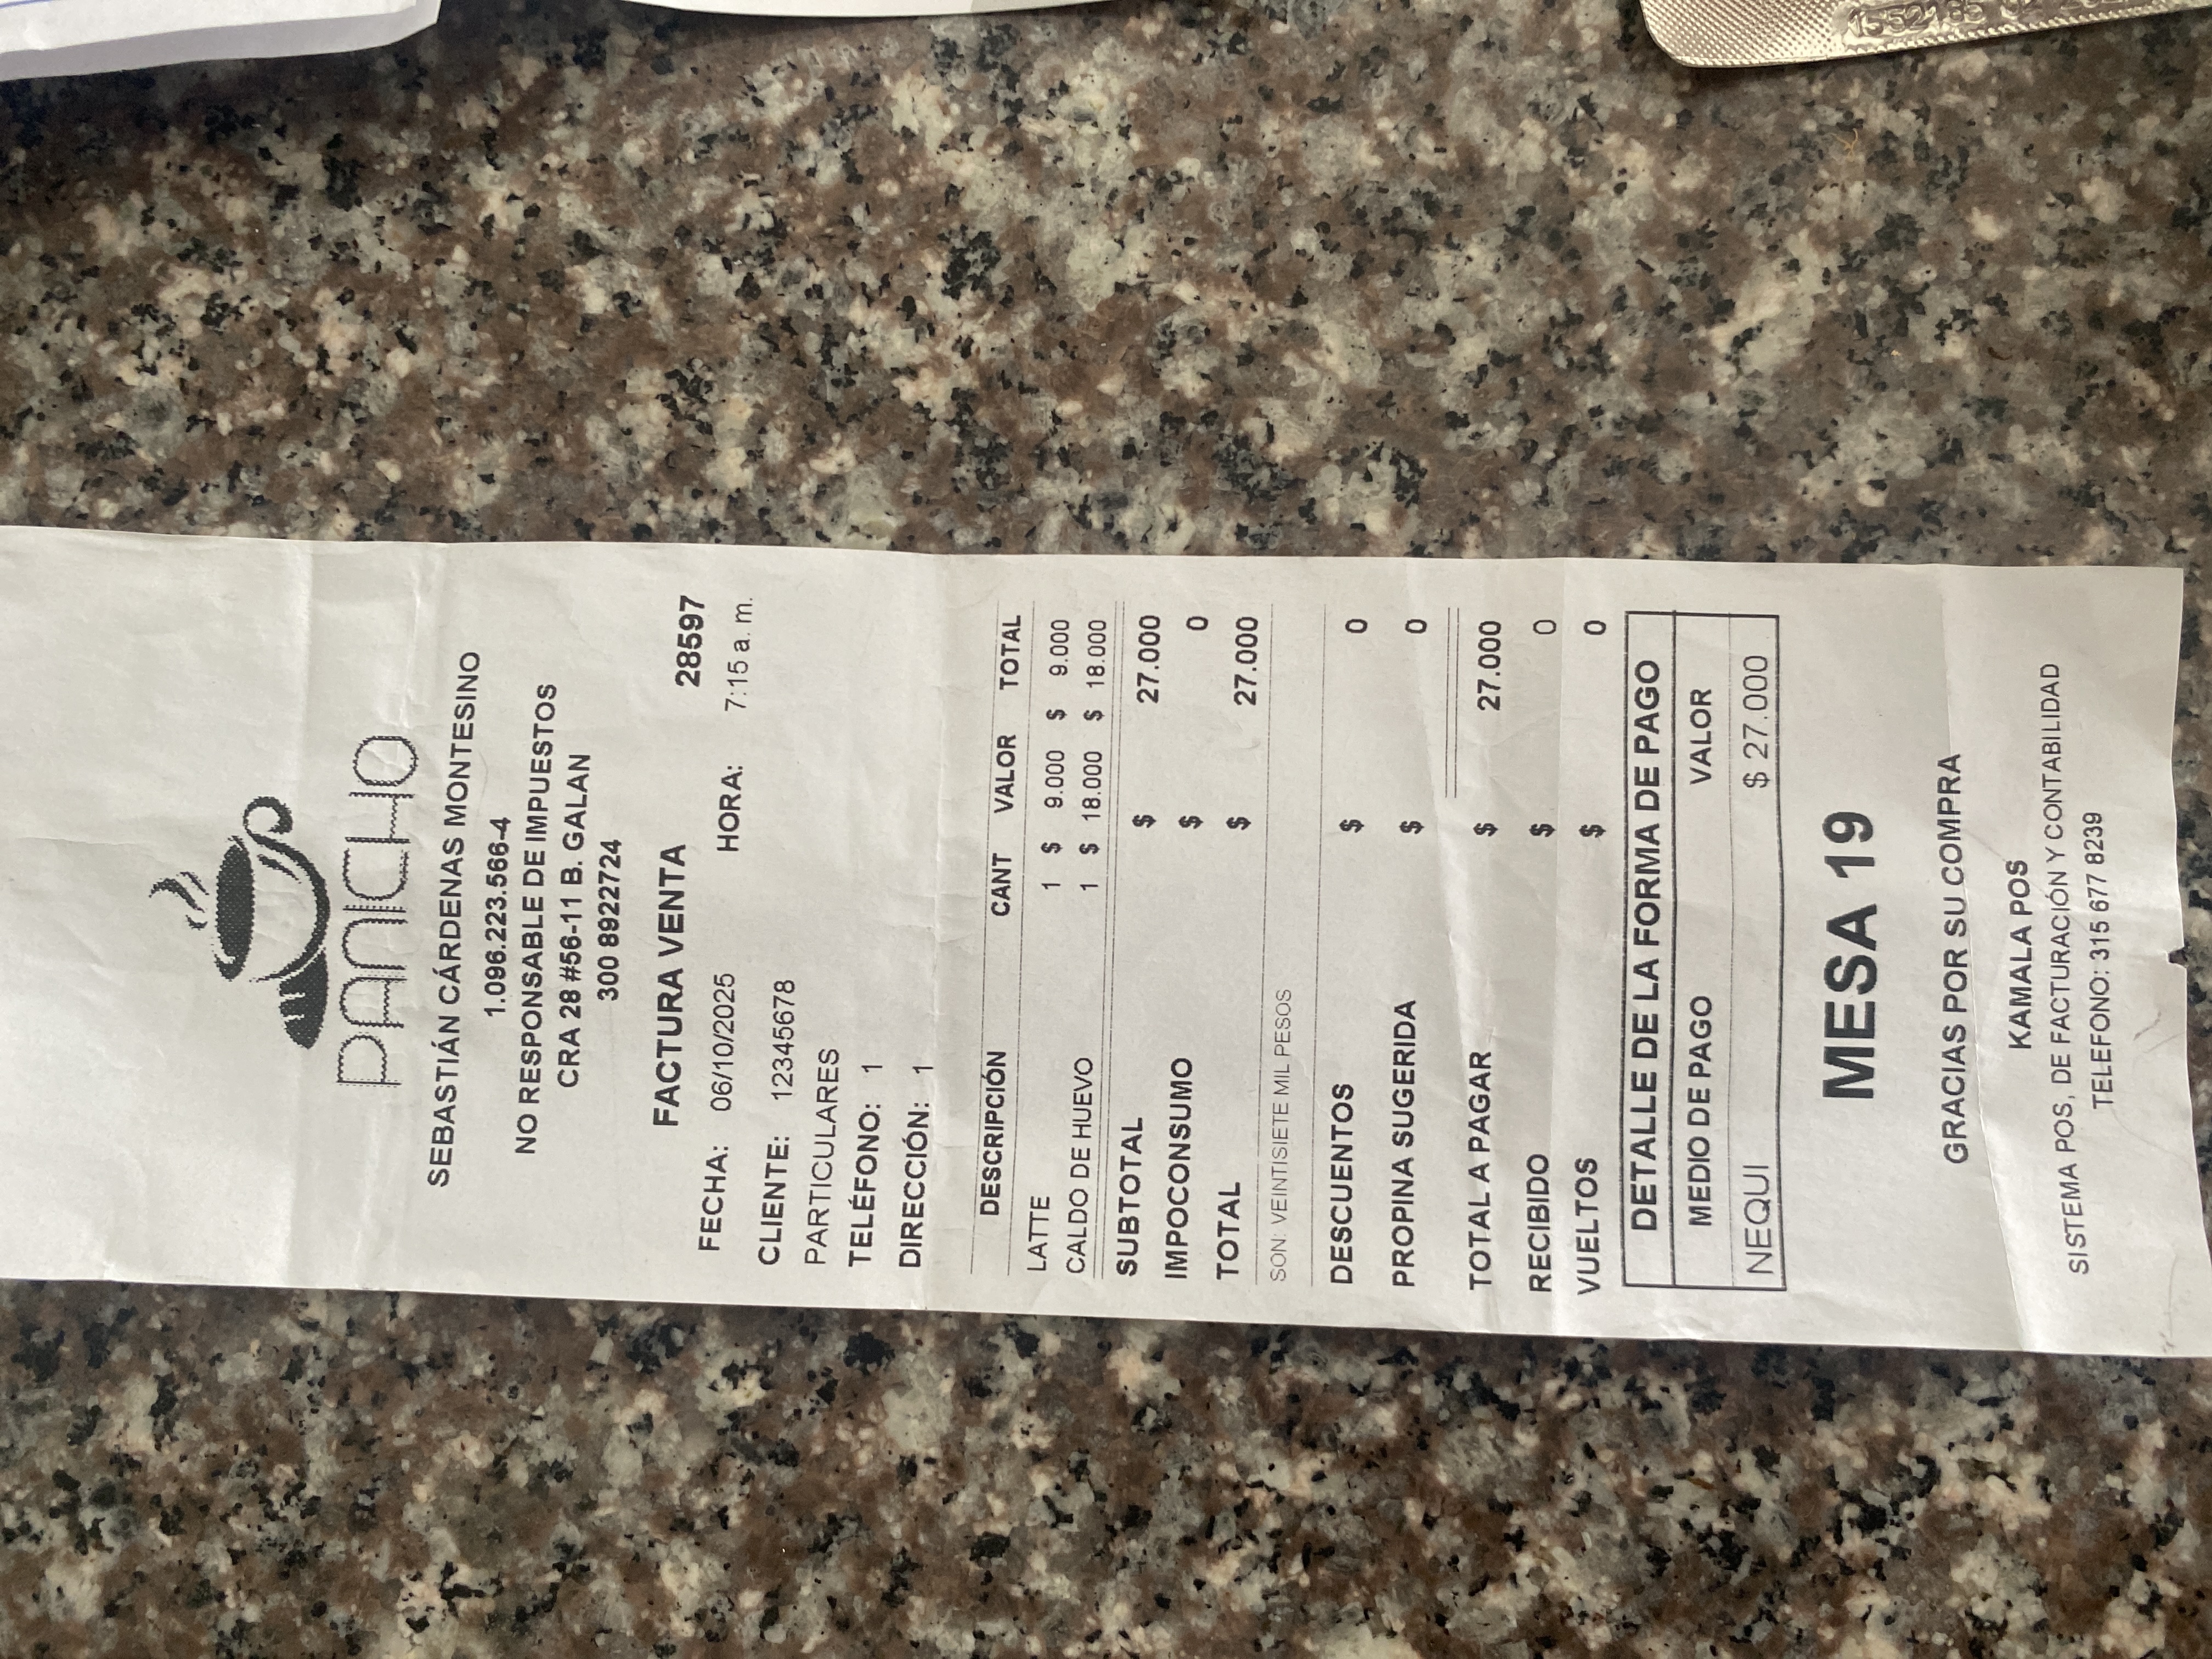 PANICHO
SEBASTIÁN CÁRDENAS MONTESINO
1.096.223.566-4
NO RESPONSABLE DE IMPUESTOS
CRA 28 #56-11 B. GALAN
300 8922724
FACTURA VENTA 28597
FECHA: 06/10/2025 HORA: 7:15 a. m.
CLIENTE: 12345678
PARTICULARES
TELÉFONO: 1
DIRECCIÓN: 1
DESCRIPCIÓN CANT VALOR TOTAL
LATTE 1 $ 9.000 $ 9.000
CALDO DE HUEVO 1 $ 18.000 $ 18.000
SUBTOTAL $ 27.000
IMPOCONSUMO $ 0
TOTAL $ 27.000
SON: VEINTISIETE MIL PESOS
DESCUENTOS $ 0
PROPINA SUGERIDA $ 0
TOTAL A PAGAR $ 27.000
RECIBIDO $ 0
VUELTOS $ 0
DETALLE DE LA FORMA DE PAGO
MEDIO DE PAGO VALOR
NEQUI $ 27.000
MESA 19
GRACIAS POR SU COMPRA
KAMALA POS
SISTEMA POS, DE FACTURACIÓN Y CONTABILIDAD
TELEFONO: 315 677 8239